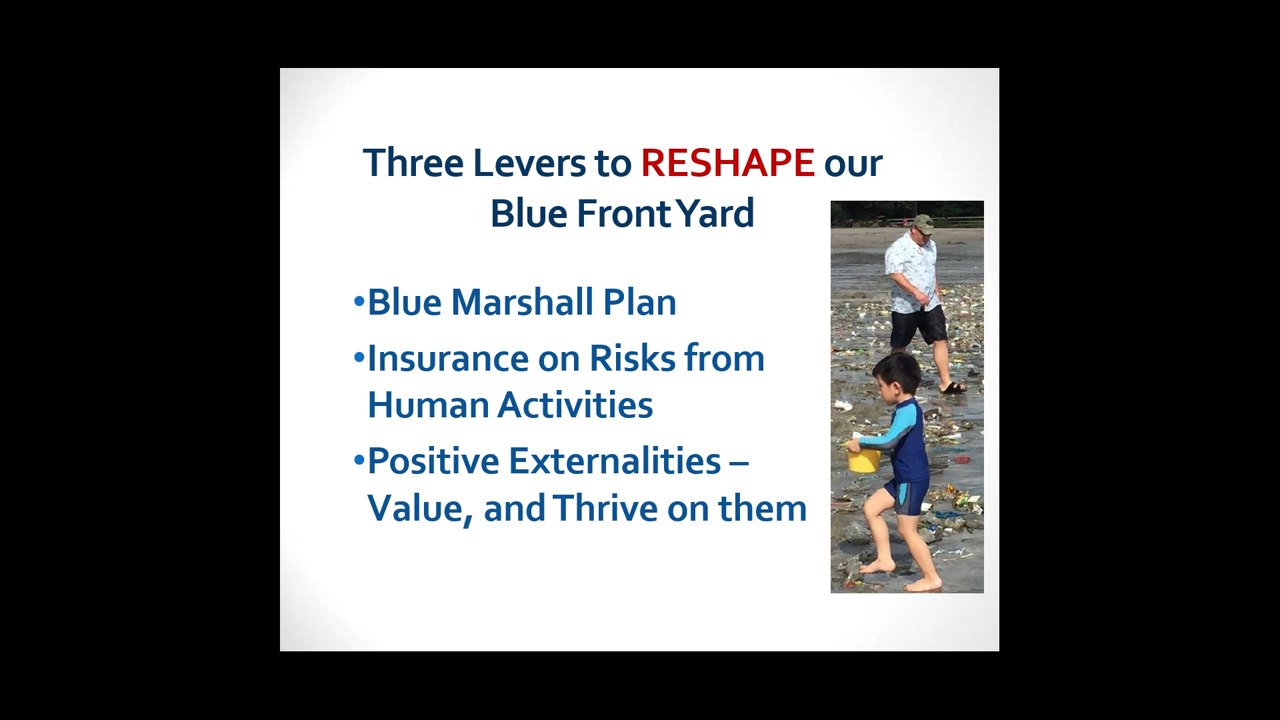 Three Levers to RESHAPE our
Blue Front Yard
•Blue Marshall Plan
•Insurance on Risks from
Human Activities
•Positive Externalities –
Value, and Thrive on them